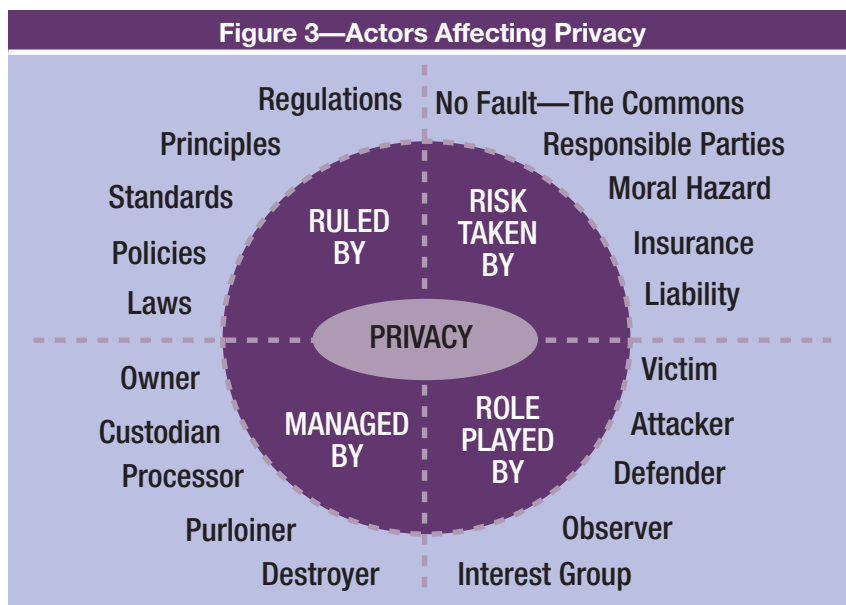 Figure 3—Actors Affecting Privacy
Regulations
Principles
Standards
Policies
Laws
RULED
BY
No Fault—The Commons
Responsible Parties
Moral Hazard
Insurance
Liability
RISK
TAKEN
BY
PRIVACY
Owner
Custodian
Processor
Purloiner
Destroyer
MANAGED
BY
ROLE
PLAYED
BY
Victim
Attacker
Defender
Observer
Interest Group